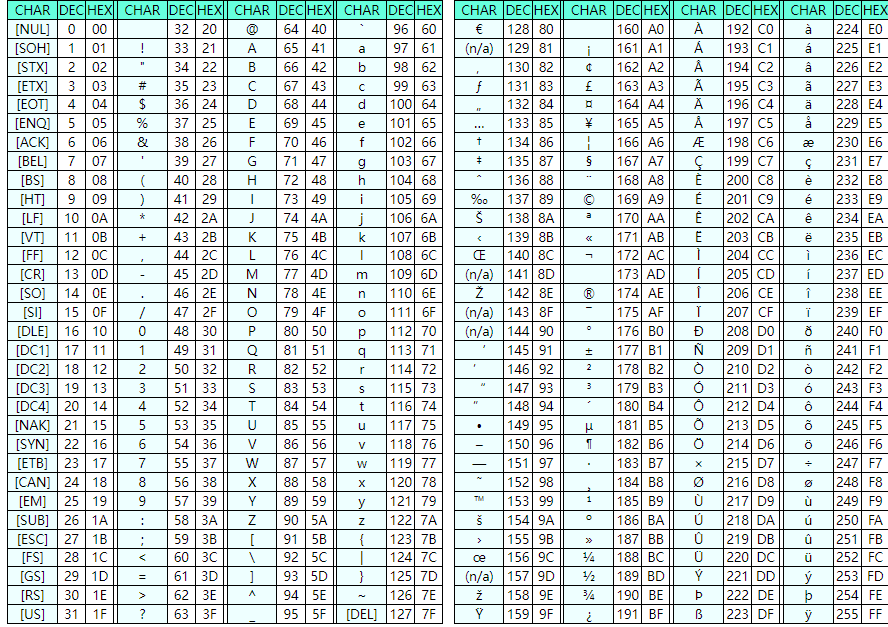 CHAR DEC HEX CHAR DEC HEX CHAR DEC HEX CHAR DEC HEX CHAR DEC HEX CHAR DEC HEX CHAR DEC HEX CHAR DEC HEX
[NUL] 0 00 32 20 @ 64 40 ` 96 60 € 128 80 160 A0 À 192 C0 à 224 E0
[SOH] 1 01 ! 33 21 A 65 41 a 97 61 (n/a) 129 81 ¡ 161 A1 Á 193 C1 á 225 E1
[STX] 2 02 " 34 22 B 66 42 b 98 62 ‚ 130 82 ¢ 162 A2 Â 194 C2 â 226 E2
[ETX] 3 03 # 35 23 C 67 43 c 99 63 ƒ 131 83 £ 163 A3 Ã 195 C3 ã 227 E3
[EOT] 4 04 $ 36 24 D 68 44 d 100 64 „ 132 84 ¤ 164 A4 Ä 196 C4 ä 228 E4
[ENQ] 5 05 % 37 25 E 69 45 e 101 65 … 133 85 ¥ 165 A5 Å 197 C5 å 229 E5
[ACK] 6 06 & 38 26 F 70 46 f 102 66 † 134 86 ¦ 166 A6 Æ 198 C6 æ 230 E6
[BEL] 7 07 ' 39 27 G 71 47 g 103 67 ‡ 135 87 § 167 A7 Ç 199 C7 ç 231 E7
[BS] 8 08 ( 40 28 H 72 48 h 104 68 ˆ 136 88 ¨ 168 A8 È 200 C8 è 232 E8
[HT] 9 09 ) 41 29 I 73 49 i 105 69 ‰ 137 89 © 169 A9 É 201 C9 é 233 E9
[LF] 10 0A * 42 2A J 74 4A j 106 6A Š 138 8A ª 170 AA Ê 202 CA ê 234 EA
[VT] 11 0B + 43 2B K 75 4B k 107 6B ‹ 139 8B « 171 AB Ë 203 CB ë 235 EB
[FF] 12 0C , 44 2C L 76 4C l 108 6C Œ 140 8C ¬ 172 AC Ì 204 CC ì 236 EC
[CR] 13 0D - 45 2D M 77 4D m 109 6D (n/a) 141 8D 173 AD Í 205 CD í 237 ED
[SO] 14 0E . 46 2E N 78 4E n 110 6E Ž 142 8E ® 174 AE Î 206 CE î 238 EE
[SI] 15 0F / 47 2F O 79 4F o 111 6F (n/a) 143 8F ¯ 175 AF Ï 207 CF ï 239 EF
[DLE] 16 10 0 48 30 P 80 50 p 112 70 (n/a) 144 90 ° 176 B0 Ð 208 D0 ð 240 F0
[DC1] 17 11 1 49 31 Q 81 51 q 113 71 ‘ 145 91 ± 177 B1 Ñ 209 D1 ñ 241 F1
[DC2] 18 12 2 50 32 R 82 52 r 114 72 ’ 146 92 ² 178 B2 Ò 210 D2 ò 242 F2
[DC3] 19 13 3 51 33 S 83 53 s 115 73 “ 147 93 ³ 179 B3 Ó 211 D3 ó 243 F3
[DC4] 20 14 4 52 34 T 84 54 t 116 74 ” 148 94 ´ 180 B4 Ô 212 D4 ô 244 F4
[NAK] 21 15 5 53 35 U 85 55 u 117 75 • 149 95 µ 181 B5 Õ 213 D5 õ 245 F5
[SYN] 22 16 6 54 36 V 86 56 v 118 76 – 150 96 ¶ 182 B6 Ö 214 D6 ö 246 F6
[ETB] 23 17 7 55 37 W 87 57 w 119 77 — 151 97 · 183 B7 × 215 D7 ÷ 247 F7
[CAN] 24 18 8 56 38 X 88 58 x 120 78 ˜ 152 98 ¸ 184 B8 Ø 216 D8 ø 248 F8
[EM] 25 19 9 57 39 Y 89 59 y 121 79 ™ 153 99 ¹ 185 B9 Ù 217 D9 ù 249 F9
[SUB] 26 1A : 58 3A Z 90 5A z 122 7A š 154 9A º 186 BA Ú 218 DA ú 250 FA
[ESC] 27 1B ; 59 3B [ 91 5B { 123 7B › 155 9B » 187 BB Û 219 DB û 251 FB
[FS] 28 1C < 60 3C \ 92 5C | 124 7C œ 156 9C ¼ 188 BC Ü 220 DC ü 252 FC
[GS] 29 1D = 61 3D ] 93 5D } 125 7D (n/a) 157 9D ½ 189 BD Ý 221 DD ý 253 FD
[RS] 30 1E > 62 3E ^ 94 5E ~ 126 7E ž 158 9E ¾ 190 BE Þ 222 DE þ 254 FE
[US] 31 1F ? 63 3F _ 95 5F [DEL] 127 7F Ÿ 159 9F ¿ 191 BF ß 223 DF ÿ 255 FF